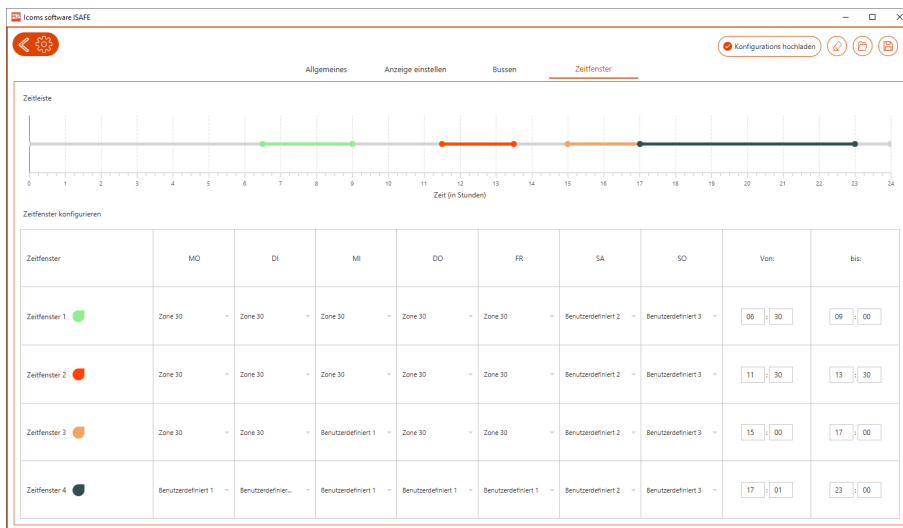 Icoms software ISAFE
Konfigurations hochladen
Allgemeines Anzeige einstellen Bussen Zeitfenster
Zeitleiste
0 1 2 3 4 5 6 7 8 9 10 11 12 13 14 15 16 17 18 19 20 21 22 23 24
Zeit (in Stunden)
Zeitfenster konfigurieren
Zeitfenster MO DI MI DO FR SA SO Von: bis:
Zeitfenster 1 Zone 30 Zone 30 Zone 30 Zone 30 Zone 30 Benutzerdefiniert 2 Benutzerdefiniert 3 06 : 30 09 : 00
Zeitfenster 2 Zone 30 Zone 30 Zone 30 Zone 30 Zone 30 Benutzerdefiniert 2 Benutzerdefiniert 3 11 : 30 13 : 30
Zeitfenster 3 Zone 30 Zone 30 Benutzerdefiniert 1 Zone 30 Zone 30 Benutzerdefiniert 2 Benutzerdefiniert 3 15 : 00 17 : 00
Zeitfenster 4 Benutzerdefiniert 1 Benutzerdefinier... Benutzerdefiniert 1 Benutzerdefiniert 1 Benutzerdefiniert 1 Benutzerdefiniert 2 Benutzerdefiniert 3 17 : 01 23 : 00